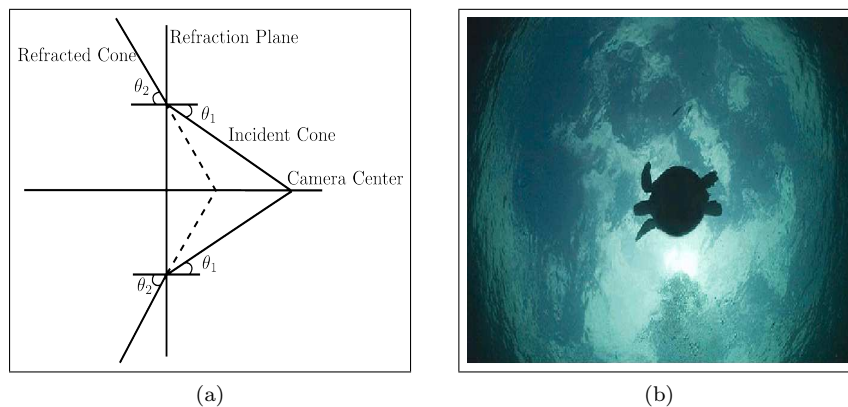 Refraction Plane
Refracted Cone
θ₂
θ₁
Incident Cone
Camera Center
θ₁
θ₂
(a)
(b)